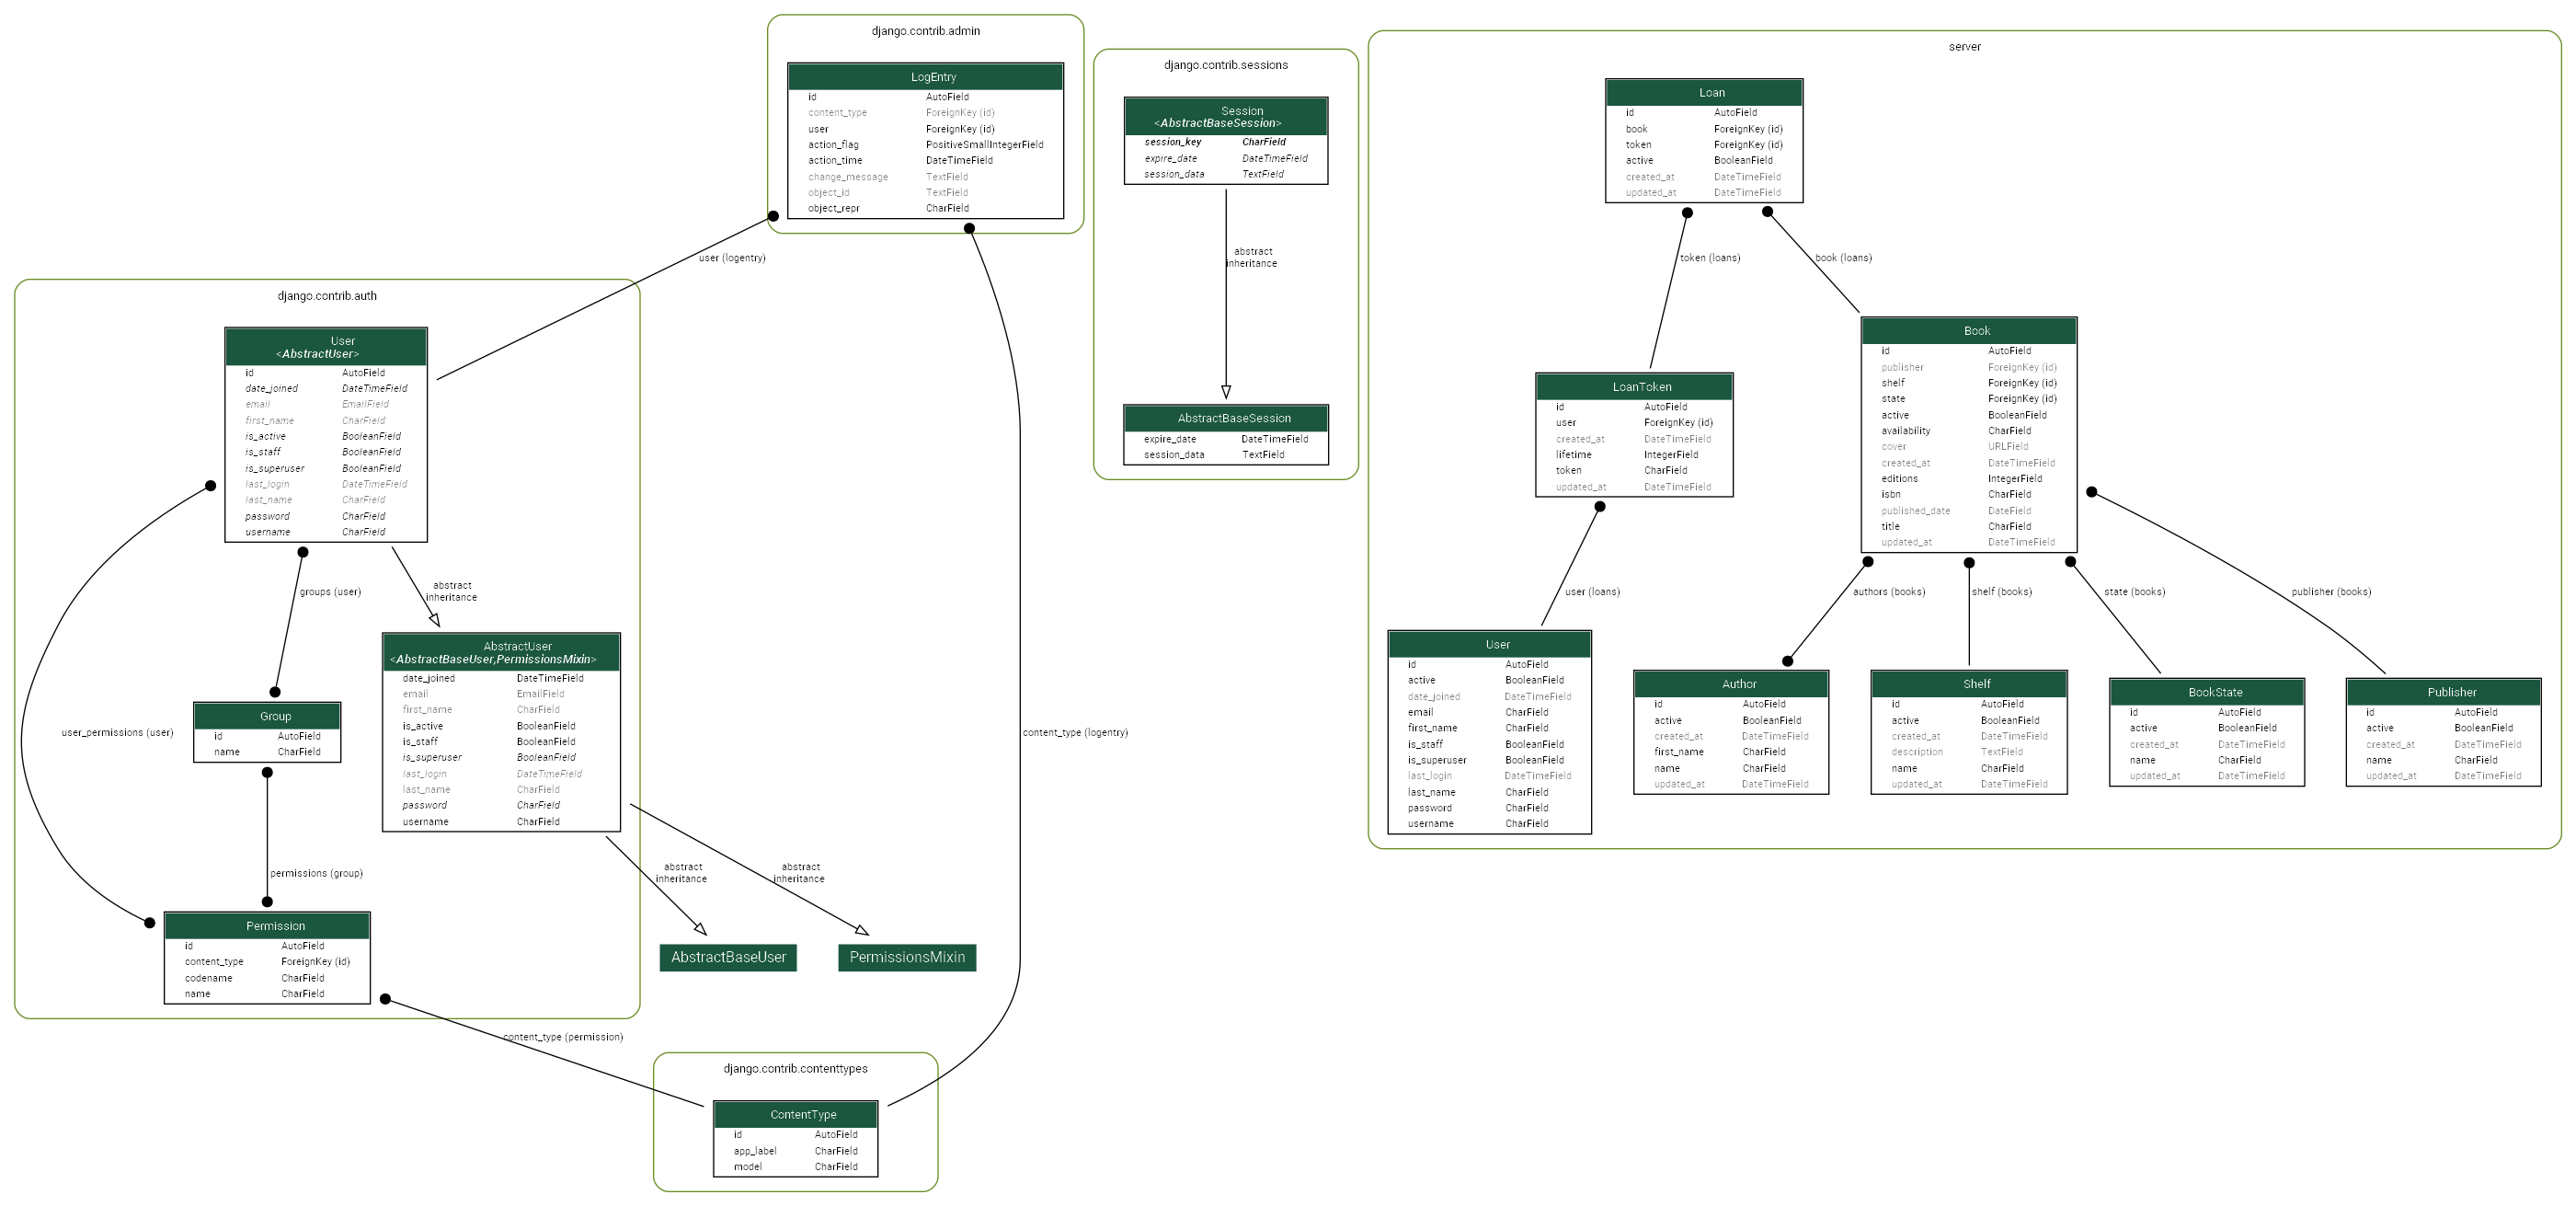 django.contrib.admin
LogEntry
id AutoField
content_type ForeignKey (id)
user ForeignKey (id)
action_flag PositiveSmallIntegerField
action_time DateTimeField
change_message TextField
object_id TextField
object_repr CharField
user (logentry)
content_type (logentry)
django.contrib.auth
User
<AbstractUser>
id AutoField
date_joined DateTimeField
email EmailField
first_name CharField
is_active BooleanField
is_staff BooleanField
is_superuser BooleanField
last_login DateTimeField
last_name CharField
password CharField
username CharField
groups (user)
abstract
inheritance
user_permissions (user)
AbstractUser
<AbstractBaseUser,PermissionsMixin>
date_joined DateTimeField
email EmailField
first_name CharField
is_active BooleanField
is_staff BooleanField
is_superuser BooleanField
last_login DateTimeField
last_name CharField
password CharField
username CharField
Group
id AutoField
name CharField
permissions (group)
abstract
inheritance
abstract
inheritance
Permission
id AutoField
content_type ForeignKey (id)
codename CharField
name CharField
AbstractBaseUser
PermissionsMixin
content_type (permission)
django.contrib.contenttypes
ContentType
id AutoField
app_label CharField
model CharField
django.contrib.sessions
Session
<AbstractBaseSession>
session_key CharField
expire_date DateTimeField
session_data TextField
abstract
inheritance
AbstractBaseSession
expire_date DateTimeField
session_data TextField
server
Loan
id AutoField
book ForeignKey (id)
token ForeignKey (id)
active BooleanField
created_at DateTimeField
updated_at DateTimeField
token (loans)
book (loans)
LoanToken
id AutoField
user ForeignKey (id)
created_at DateTimeField
lifetime IntegerField
token CharField
updated_at DateTimeField
Book
id AutoField
publisher ForeignKey (id)
shelf ForeignKey (id)
state ForeignKey (id)
active BooleanField
availability CharField
cover URLField
created_at DateTimeField
editions IntegerField
isbn CharField
published_date DateField
title CharField
updated_at DateTimeField
user (loans)
authors (books)
shelf (books)
state (books)
publisher (books)
User
id AutoField
active BooleanField
date_joined DateTimeField
email CharField
first_name CharField
is_staff BooleanField
is_superuser BooleanField
last_login DateTimeField
last_name CharField
password CharField
username CharField
Author
id AutoField
active BooleanField
created_at DateTimeField
first_name CharField
name CharField
updated_at DateTimeField
Shelf
id AutoField
active BooleanField
created_at DateTimeField
description TextField
name CharField
updated_at DateTimeField
BookState
id AutoField
active BooleanField
created_at DateTimeField
name CharField
updated_at DateTimeField
Publisher
id AutoField
active BooleanField
created_at DateTimeField
name CharField
updated_at DateTimeField